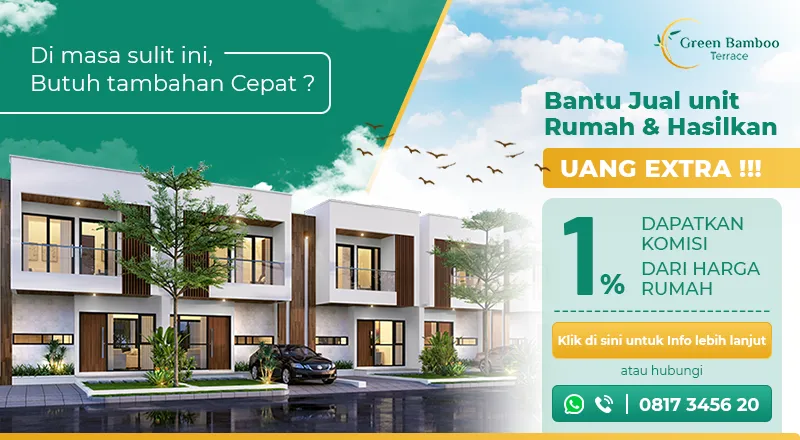 Di masa sulit ini,
Butuh tambahan Cepat ?
Green Bamboo
Terrace
Bantu Jual unit
Rumah & Hasilkan
UANG EXTRA !!!
1%
DAPATKAN
KOMISI
DARI HARGA
RUMAH
Klik di sini untuk Info lebih lanjut
atau hubungi
0817 3456 20